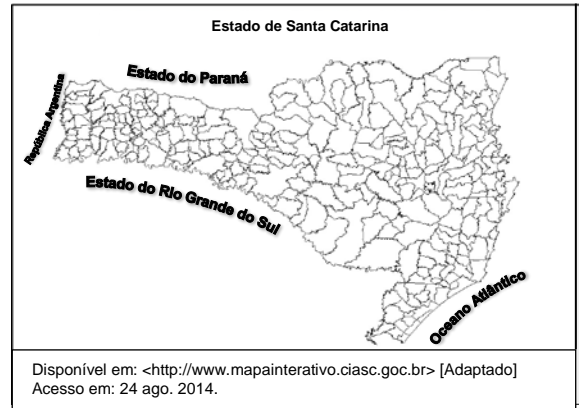 Estado de Santa Catarina
Estado do Paraná
República Argentina
Estado do Rio Grande do Sul
Oceano Atlântico
Disponível em: <http://www.mapainterativo.ciasc.goc.br> [Adaptado]
Acesso em: 24 ago. 2014.